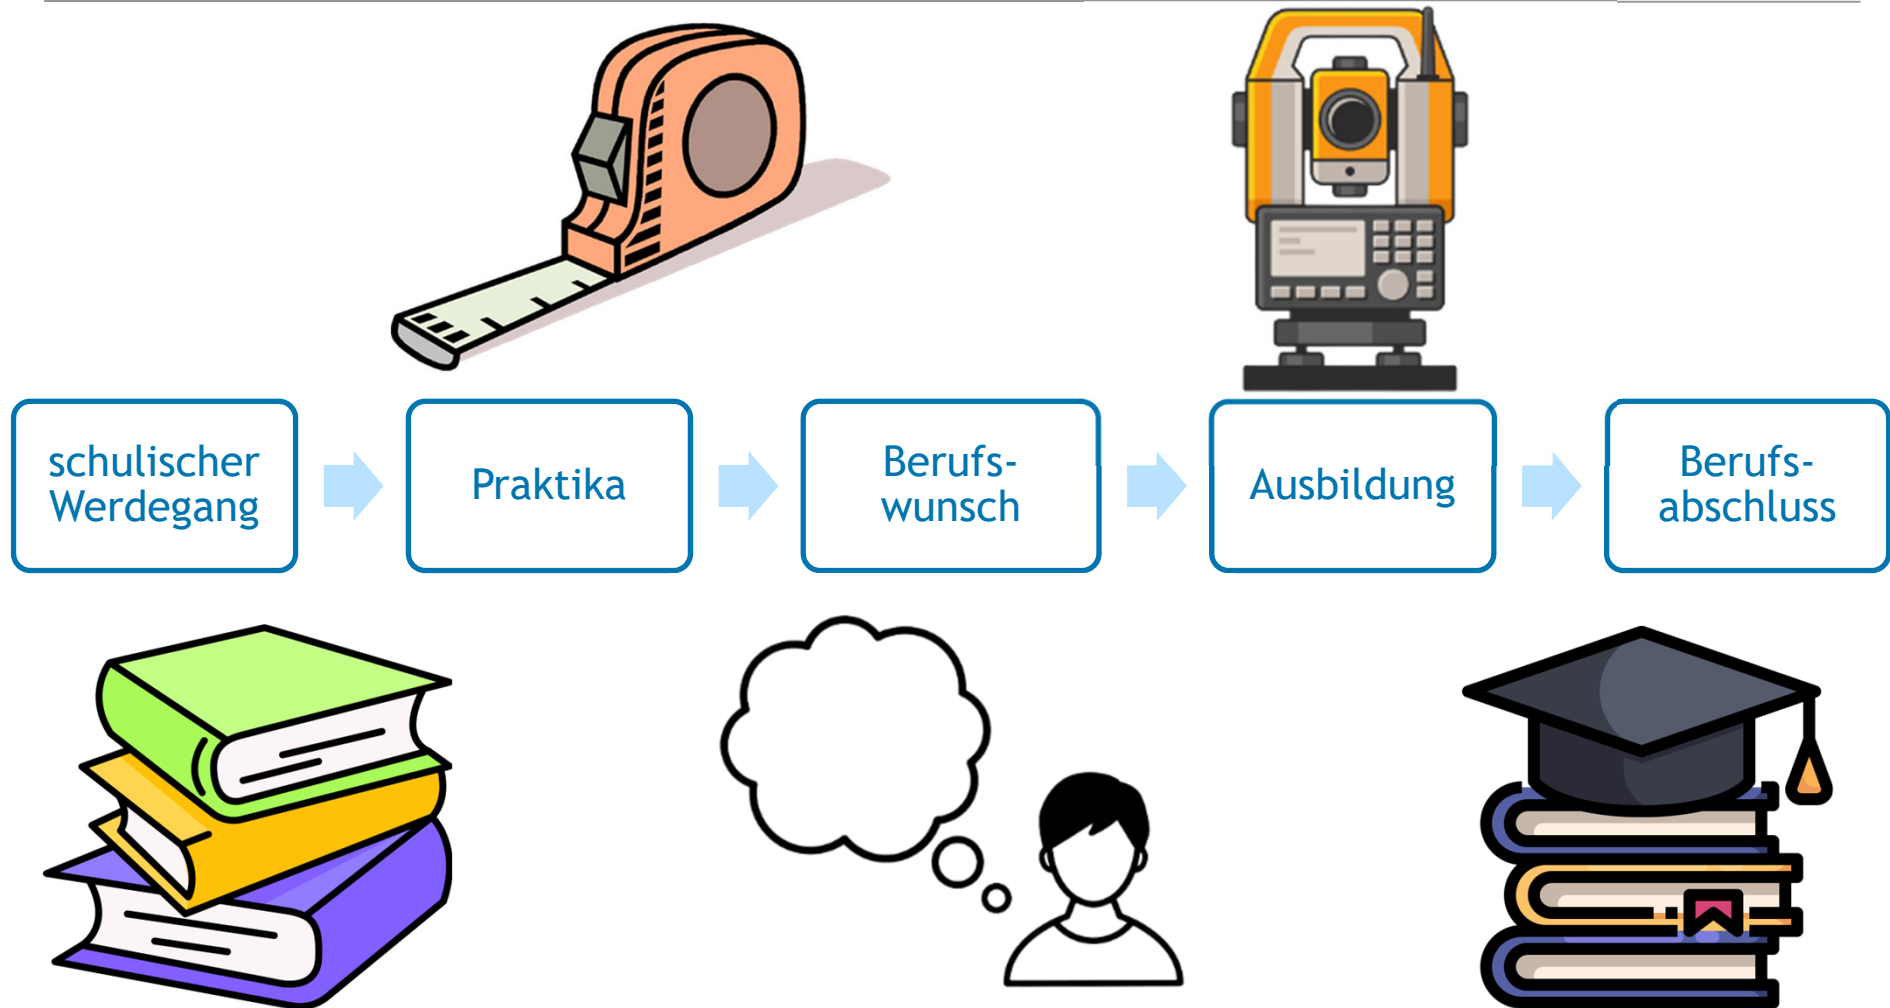 schulischer
Werdegang
Praktika
Berufs-
wunsch
Ausbildung
Berufs-
abschluss